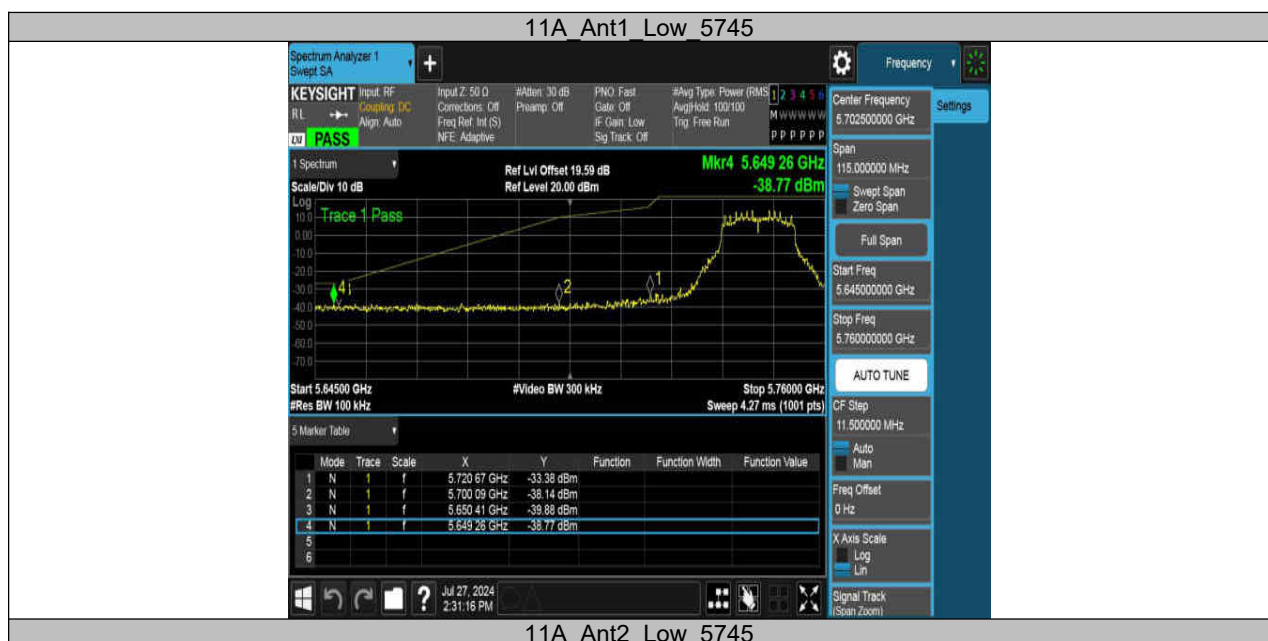 11A_Ant1_Low_5745
Spectrum Analyzer 1
Swept SA
+
Frequency
KEYSIGHT
RL
LXI
PASS
Input: RF
Coupling: DC
Align: Auto
Input Z: 50 Ω
Corrections: Off
Freq Ref: Int (S)
NFE: Adaptive
#Atten: 30 dB
Preamp: Off
PNO: Fast
Gate: Off
IF Gain: Low
Sig Track: Off
#Avg Type: Power (RMS
Avg|Hold: 100/100
Trig: Free Run
1 2 3 4 5 6
M W W W W W
P P P P P P
Center Frequency
5.702500000 GHz
Settings
Span
115.000000 MHz
Swept Span
Zero Span
Full Span
Start Freq
5.645000000 GHz
Stop Freq
5.760000000 GHz
AUTO TUNE
CF Step
11.500000 MHz
Auto
Man
Freq Offset
0 Hz
X Axis Scale
Log
Lin
Signal Track
(Span Zoom)
1 Spectrum
Scale/Div 10 dB
Ref Lvl Offset 19.59 dB
Ref Level 20.00 dBm
Mkr4 5.649 26 GHz
-38.77 dBm
Log
Trace 1 Pass
10.0
0.00
-10.0
-20.0
-30.0
-40.0
-50.0
-60.0
-70.0
4
2
1
Start 5.64500 GHz
#Res BW 100 kHz
#Video BW 300 kHz
Stop 5.76000 GHz
Sweep 4.27 ms (1001 pts)
5 Marker Table
Mode Trace Scale X Y Function Function Width Function Value
1 N 1 f 5.720 67 GHz -33.38 dBm
2 N 1 f 5.700 09 GHz -38.14 dBm
3 N 1 f 5.650 41 GHz -39.88 dBm
4 N 1 f 5.649 26 GHz -38.77 dBm
5
6
?
Jul 27, 2024
2:31:16 PM
11A_Ant2_Low_5745